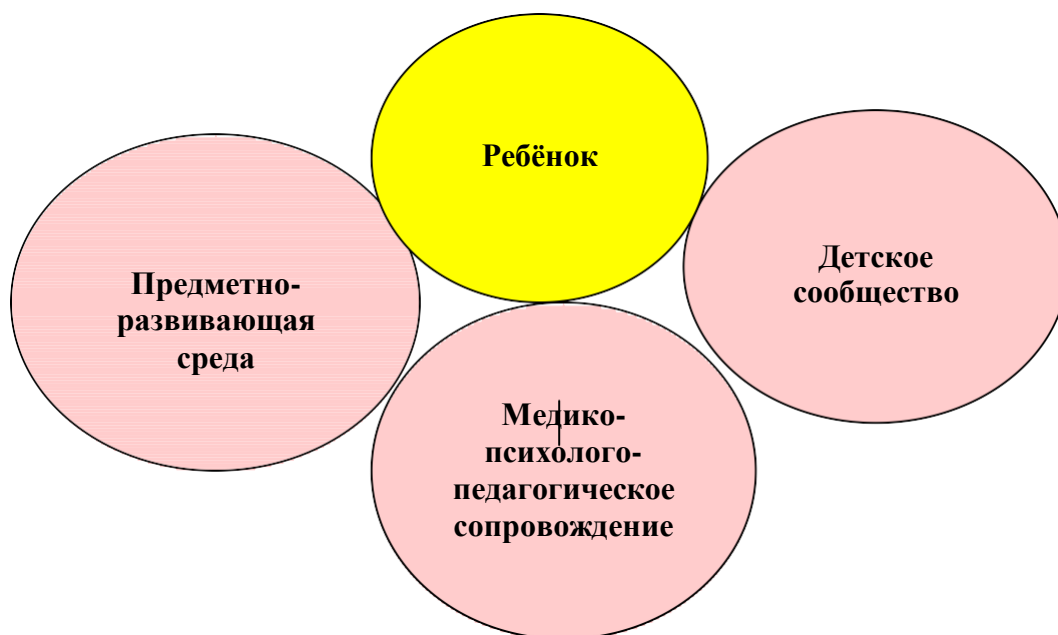 Ребёнок
Предметно-
развивающая
среда
Детское
сообщество
Медико-
психолого-
педагогическое
сопровождение